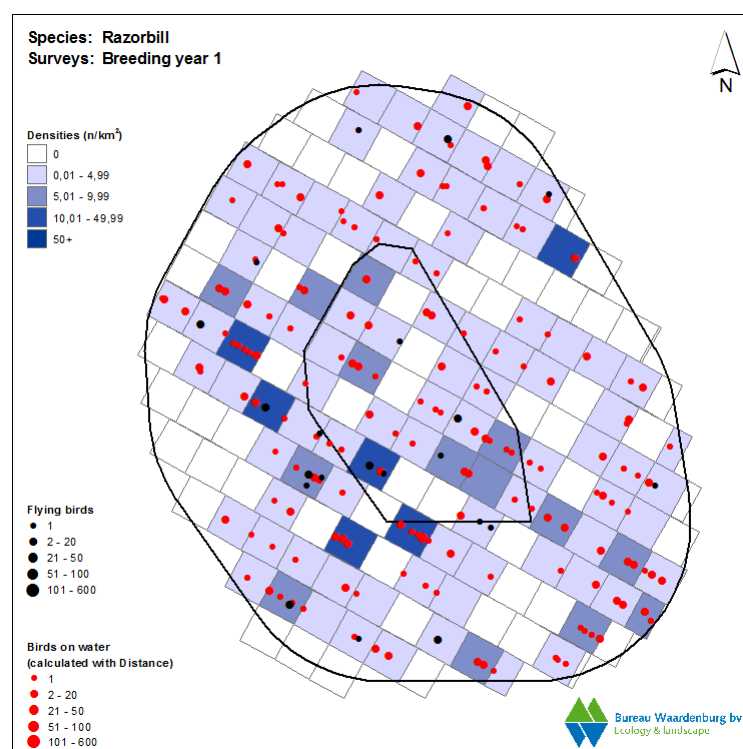 Species: Razorbill
Surveys: Breeding year 1
N
Densities (n/km²)
0
0,01 - 4,99
5,01 - 9,99
10,01 - 49,99
50+
Flying birds
1
2 - 20
21 - 50
51 - 100
101 - 600
Birds on water
(calculated with Distance)
1
2 - 20
21 - 50
51 - 100
101 - 600
Bureau Waardenburg bv
Ecology & landscape